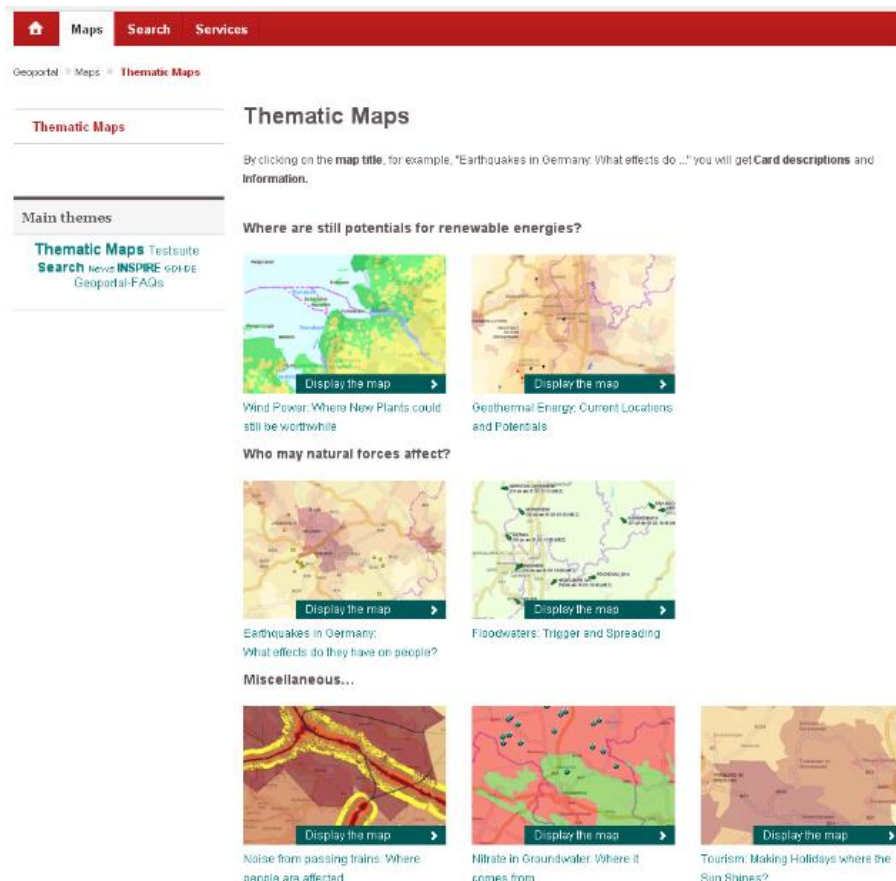 Maps Search Services
Geoportal » Maps » Thematic Maps
Thematic Maps
Main themes
Thematic Maps Testsuite
Search News INSPIRE GDI-DE
Geoportal-FAQs
Thematic Maps
By clicking on the map title, for example, "Earthquakes in Germany: What effects do ..." you will get Card descriptions and
Information.
Where are still potentials for renewable energies?
Display the map
Display the map
Wind Power: Where New Plants could
still be worthwhile
Geothermal Energy: Current Locations
and Potentials
Who may natural forces affect?
Display the map
Display the map
Earthquakes in Germany:
What effects do they have on people?
Floodwaters: Trigger and Spreading
Miscellaneous...
Display the map
Display the map
Display the map
Noise from passing trains. Where
people are affected
Nitrate in Groundwater. Where it
comes from
Tourism: Making Holidays where the
Sun Shines?